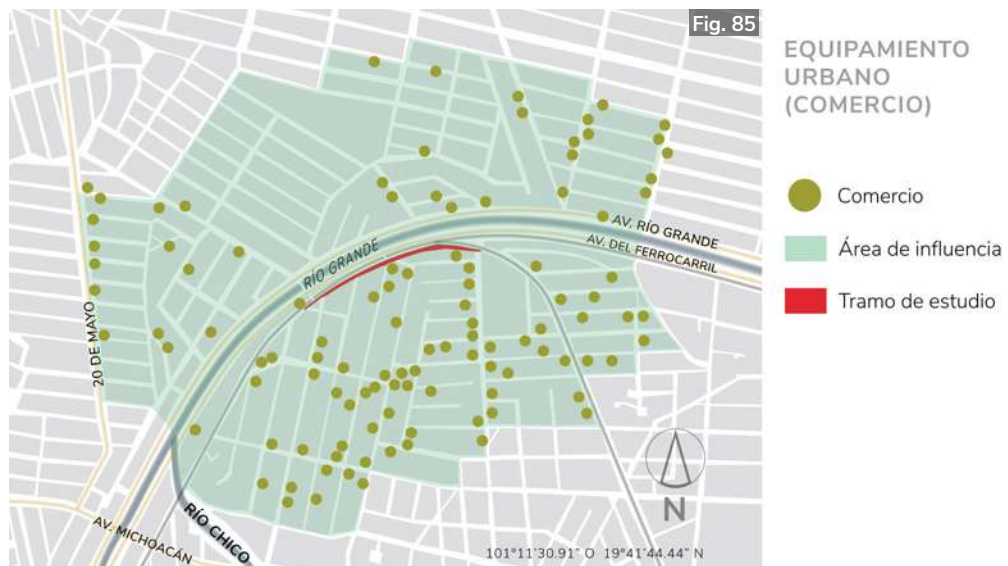 Fig. 85
EQUIPAMIENTO
URBANO
(COMERCIO)
Comercio
Área de influencia
Tramo de estudio
AV. RÍO GRANDE
AV. DEL FERROCARRIL
RÍO GRANDE
20 DE MAYO
RÍO CHICO
AV. MICHOACÁN
N
101°11'30.91" O 19°41'44.44" N